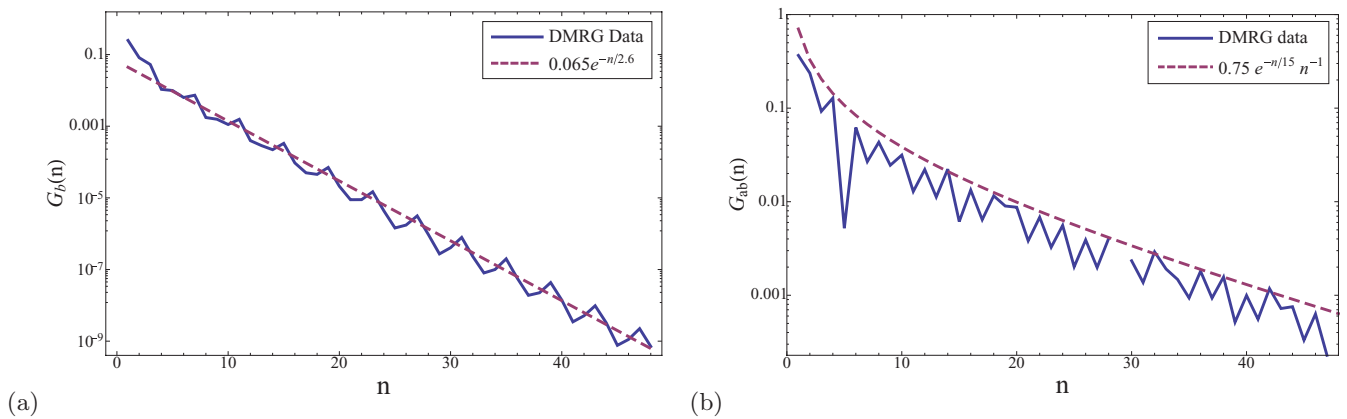 DMRG Data
0.065e^{-n/2.6}
0.1
0.001
10^{-5}
10^{-7}
10^{-9}
G_b(n)
0 10 20 30 40
n
(a)
DMRG data
0.75 e^{-n/15} n^{-1}
1
0.1
0.01
0.001
G_{ab}(n)
0 10 20 30 40
n
(b)